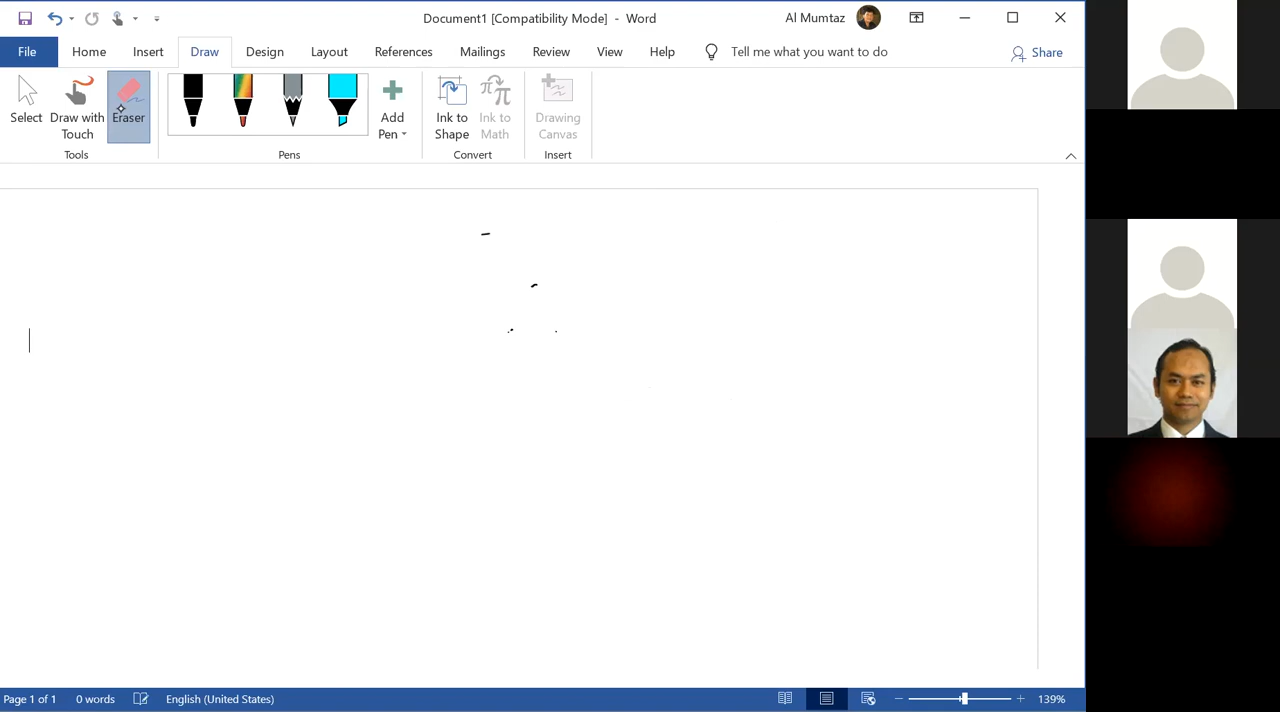 Document1 [Compatibility Mode] - Word
Al Mumtaz
File Home Insert Draw Design Layout References Mailings Review View Help Tell me what you want to do Share
Select
Draw with Touch
Eraser
Add Pen
Ink to Shape
Ink to Math
Drawing Canvas
Tools Pens Convert Insert
Page 1 of 1 0 words English (United States) 139%